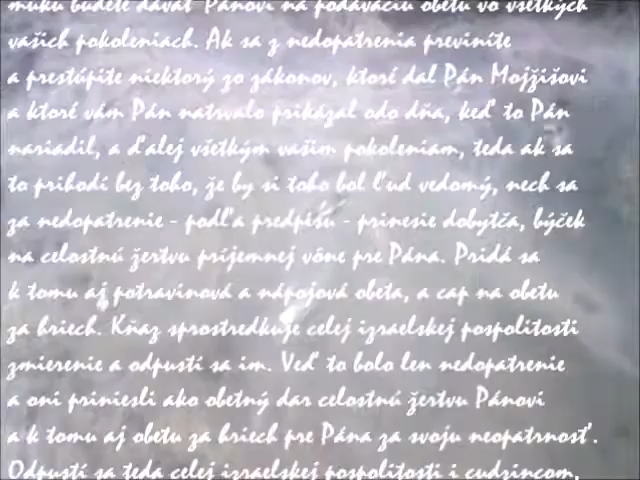 múku budete dávať Pánovi na podávaciu obetu vo všetkých
vašich pokoleniach. Ak sa z nedopatrenia previníte
a prestúpite niektorý zo zákonov, ktoré dal Pán Mojžišovi
a ktoré vám Pán natrvalo prikázal odo dňa, keď to Pán
nariadil, a ďalej všetkým vašim pokoleniam, teda ak sa
to prihodí bez toho, že by si toho bol ľud vedomý, nech sa
za nedopatrenie - podľa predpisu - prinesie dobytča, býček
na celostnú žertvu príjemnej vône pre Pána. Pridá sa
k tomu aj potravinová a nápojová obeta, a cap na obetu
za hriech. Kňaz sprostredkuje celej izraelskej pospolitosti
zmierenie a odpustí sa im. Veď to bolo len nedopatrenie
a oni priniesli ako obetný dar celostnú žertvu Pánovi
a k tomu aj obetu za hriech pre Pána za svoju neopatrnosť.
Odpustí sa teda celej izraelskej pospolitosti i cudzincom,